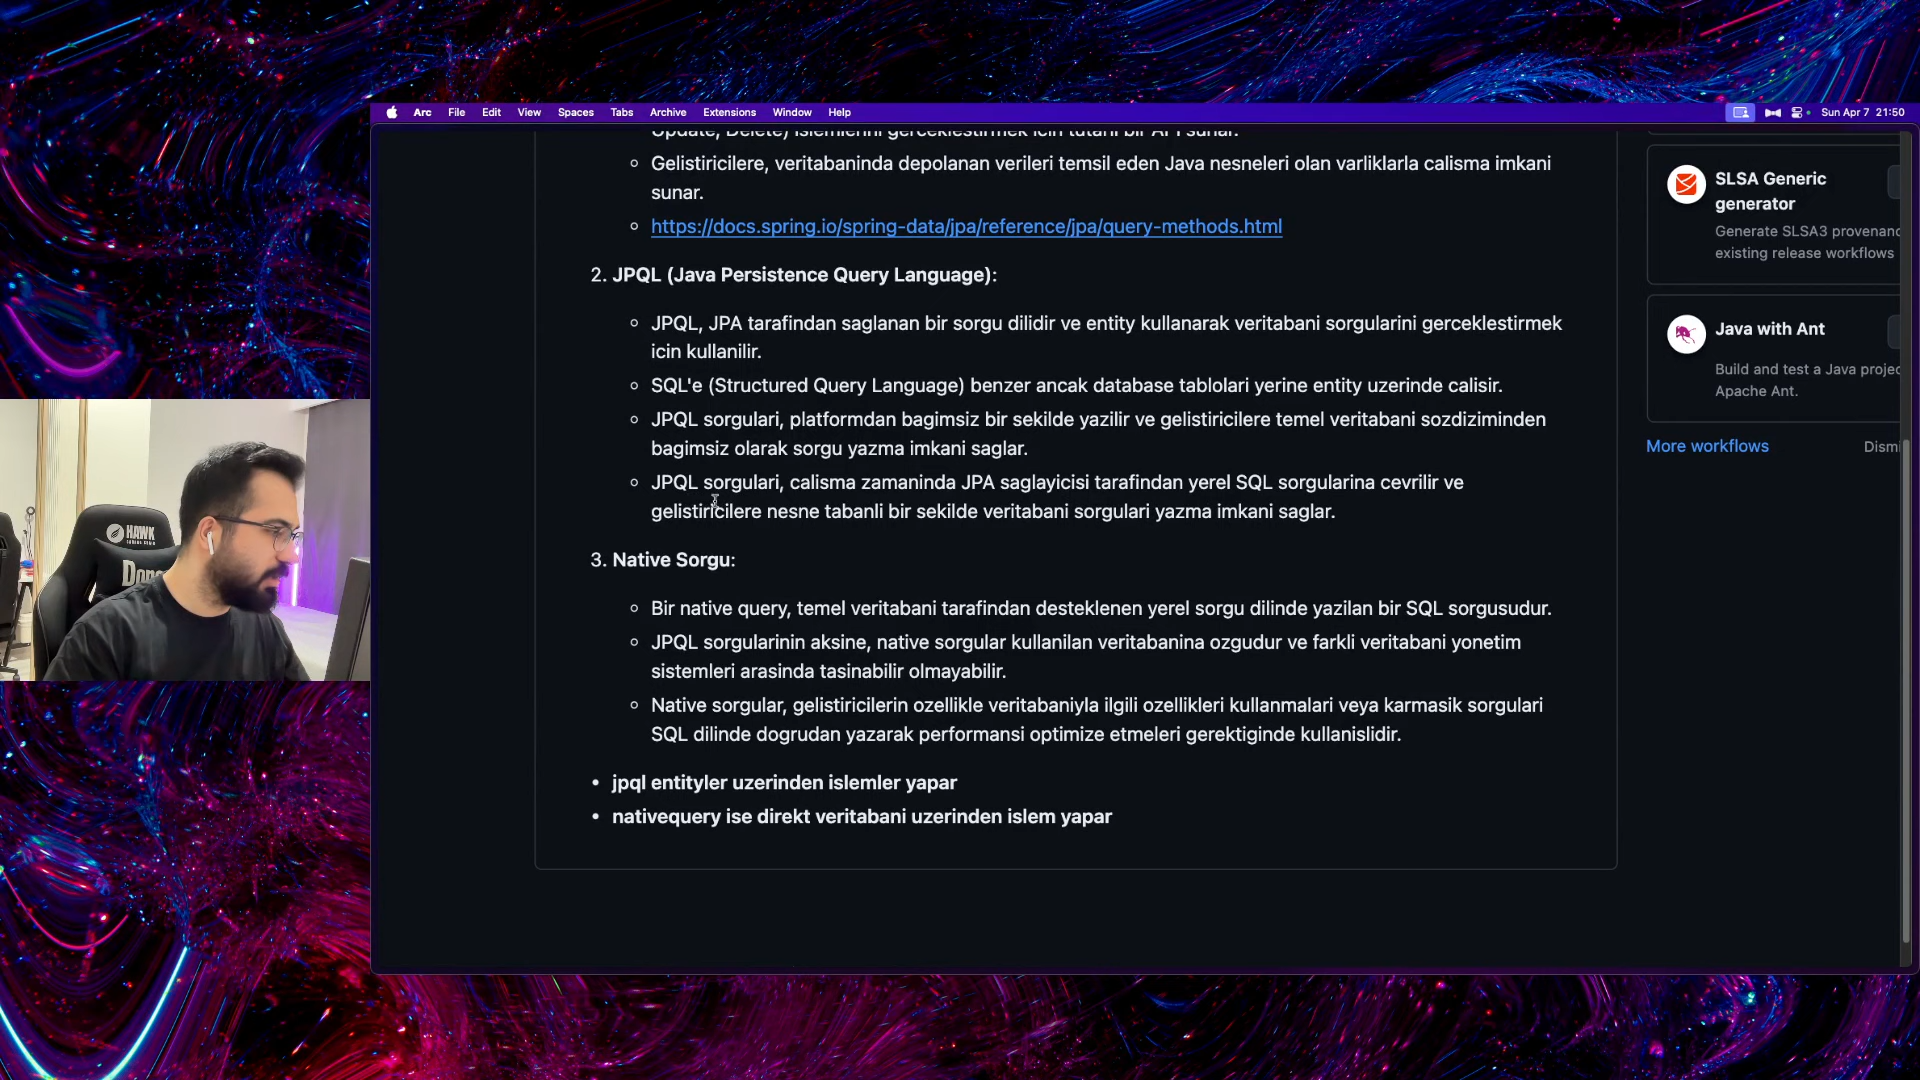 Arc File Edit View Spaces Tabs Archive Extensions Window Help Sun Apr 7 21:50
Update, Delete) islemlerini gerceklestirmek icin tutarli bir API sunar.
Gelistiricilere, veritabaninda depolanan verileri temsil eden Java nesneleri olan varliklarla calisma imkani
sunar.
https://docs.spring.io/spring-data/jpa/reference/jpa/query-methods.html
2. JPQL (Java Persistence Query Language):
JPQL, JPA tarafindan saglanan bir sorgu dilidir ve entity kullanarak veritabani sorgularini gerceklestirmek
icin kullanilir.
SQL'e (Structured Query Language) benzer ancak database tablolari yerine entity uzerinde calisir.
JPQL sorgulari, platformdan bagimsiz bir sekilde yazilir ve gelistiricilere temel veritabani sozdiziminden
bagimsiz olarak sorgu yazma imkani saglar.
JPQL sorgulari, calisma zamaninda JPA saglayicisi tarafindan yerel SQL sorgularina cevrilir ve
gelistiricilere nesne tabanli bir sekilde veritabani sorgulari yazma imkani saglar.
3. Native Sorgu:
Bir native query, temel veritabani tarafindan desteklenen yerel sorgu dilinde yazilan bir SQL sorgusudur.
JPQL sorgularinin aksine, native sorgular kullanilan veritabanina ozgudur ve farkli veritabani yonetim
sistemleri arasinda tasinabilir olmayabilir.
Native sorgular, gelistiricilerin ozellikle veritabaniyla ilgili ozellikleri kullanmalari veya karmasik sorgulari
SQL dilinde dogrudan yazarak performansi optimize etmeleri gerektiginde kullanislidir.
• jpql entityler uzerinden islemler yapar
• nativequery ise direkt veritabani uzerinden islem yapar
SLSA Generic
generator
Generate SLSA3 provenanc
existing release workflows
Java with Ant
Build and test a Java projec
Apache Ant.
More workflows Dismi
HAWK